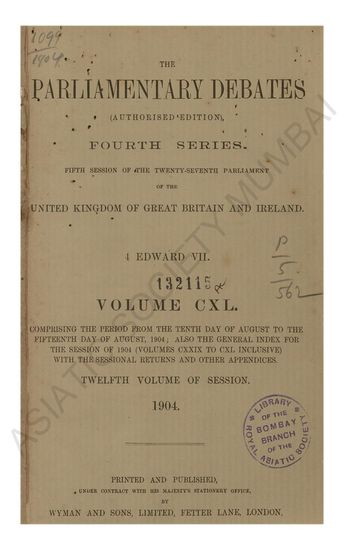 1099
1904
THE
PARLIAMENTARY DEBATES
(AUTHORISED EDITION),
FOURTH SERIES.
FIFTH SESSION OF THE TWENTY-SEVENTH PARLIAMENT
OF THE
UNITED KINGDOM OF GREAT BRITAIN AND IRELAND.
4 EDWARD VII.
132115
P
5
562
VOLUME CXL.
COMPRISING THE PERIOD FROM THE TENTH DAY OF AUGUST TO THE
FIFTEENTH DAY OF AUGUST, 1904; ALSO THE GENERAL INDEX FOR
THE SESSION OF 1904 (VOLUMES CXXIX TO CXL INCLUSIVE)
WITH THE SESSIONAL RETURNS AND OTHER APPENDICES.
TWELFTH VOLUME OF SESSION.
1904.
LIBRARY
OF THE
BOMBAY
BRANCH
OF THE
ROYAL ASIATIC SOCIETY
PRINTED AND PUBLISHED,
UNDER CONTRACT WITH HIS MAJESTY'S STATIONERY OFFICE,
BY
WYMAN AND SONS, LIMITED, FETTER LANE, LONDON,
ASIATIC SOCIETY MUMBAI